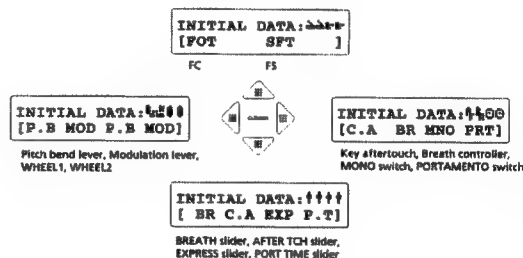 INITIAL DATA:
[FOT SFT ]
FC FS
INITIAL DATA:
[P.B MOD P.B MOD]
Pitch bend lever, Modulation lever,
WHEEL1, WHEEL2
INITIAL DATA:
[C.A BR MNO PRT]
Key aftertouch, Breath controller,
MONO switch, PORTAMENTO switch
INITIAL DATA:
[ BR C.A EXP P.T]
BREATH slider, AFTER TCH slider,
EXPRESS slider, PORT TIME slider